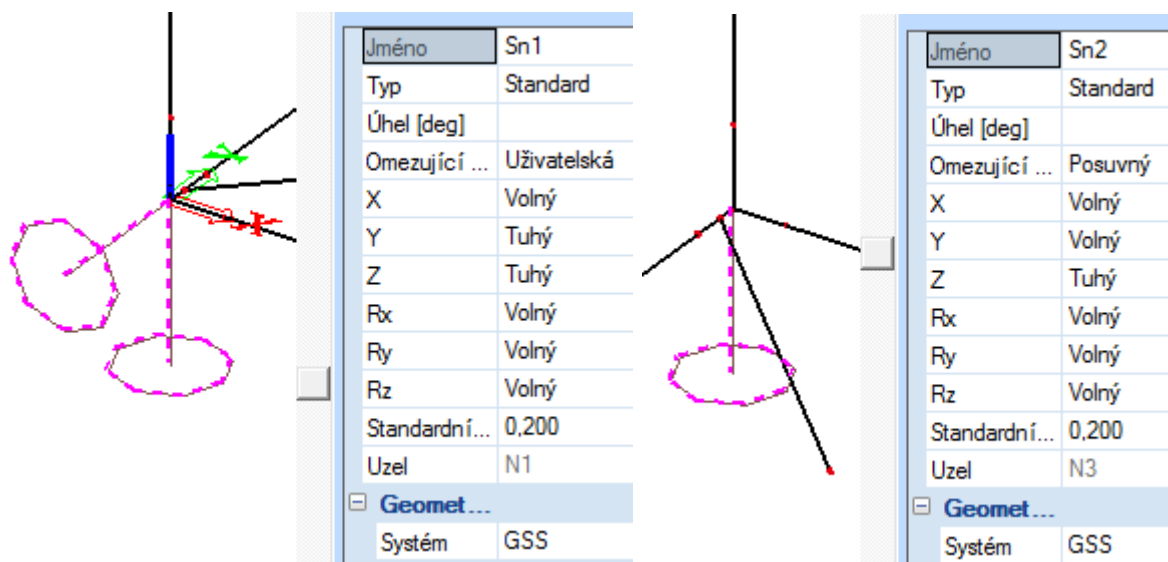 Jméno Sn1
Typ Standard
Úhel [deg]
Omezující ... Uživatelská
X Volný
Y Tuhý
Z Tuhý
Rx Volný
Ry Volný
Rz Volný
Standardní... 0,200
Uzel N1
Geomet...
Systém GSS
Jméno Sn2
Typ Standard
Úhel [deg]
Omezující ... Posuvný
X Volný
Y Volný
Z Tuhý
Rx Volný
Ry Volný
Rz Volný
Standardní... 0,200
Uzel N3
Geomet...
Systém GSS